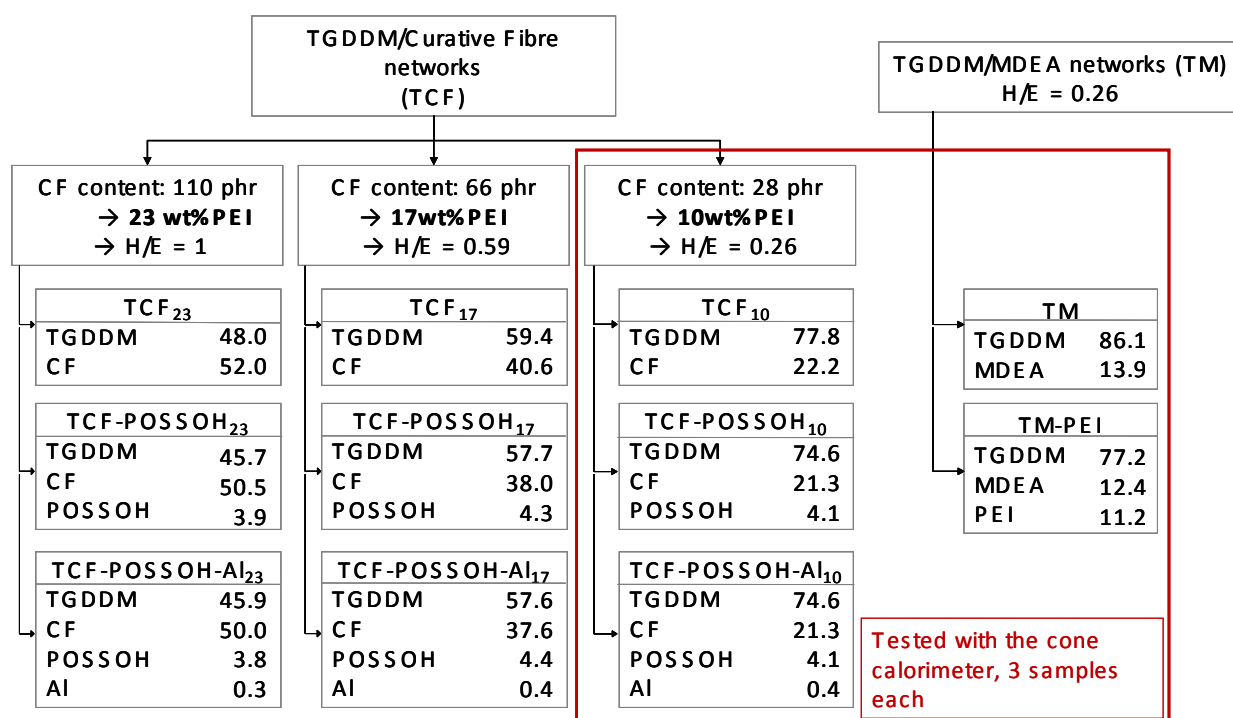 TGDDM/Curative Fibre
networks
(TCF)
TGDDM/MDEA networks (TM)
H/E = 0.26
CF content: 110 phr
→ 23 wt% PEI
→ H/E = 1
CF content: 66 phr
→ 17wt% PEI
→ H/E = 0.59
CF content: 28 phr
→ 10wt% PEI
→ H/E = 0.26
TCF₂₃
TGDDM 48.0
CF 52.0
TCF₁₇
TGDDM 59.4
CF 40.6
TCF₁₀
TGDDM 77.8
CF 22.2
TM
TGDDM 86.1
MDEA 13.9
TCF-POSSOH₂₃
TGDDM 45.7
CF 50.5
POSSOH 3.9
TCF-POSSOH₁₇
TGDDM 57.7
CF 38.0
POSSOH 4.3
TCF-POSSOH₁₀
TGDDM 74.6
CF 21.3
POSSOH 4.1
TM-PEI
TGDDM 77.2
MDEA 12.4
PEI 11.2
TCF-POSSOH-Al₂₃
TGDDM 45.9
CF 50.0
POSSOH 3.8
Al 0.3
TCF-POSSOH-Al₁₇
TGDDM 57.6
CF 37.6
POSSOH 4.4
Al 0.4
TCF-POSSOH-Al₁₀
TGDDM 74.6
CF 21.3
POSSOH 4.1
Al 0.4
Tested with the cone
calorimeter, 3 samples
each